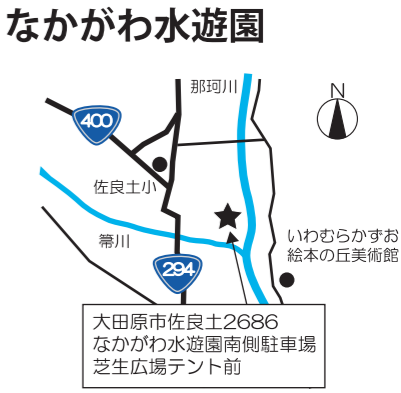 なかがわ水遊園
那珂川
N
400
佐良土小
箒川
いわむらかずお
絵本の丘美術館
294
大田原市佐良土2686
なかがわ水遊園南側駐車場
芝生広場テント前